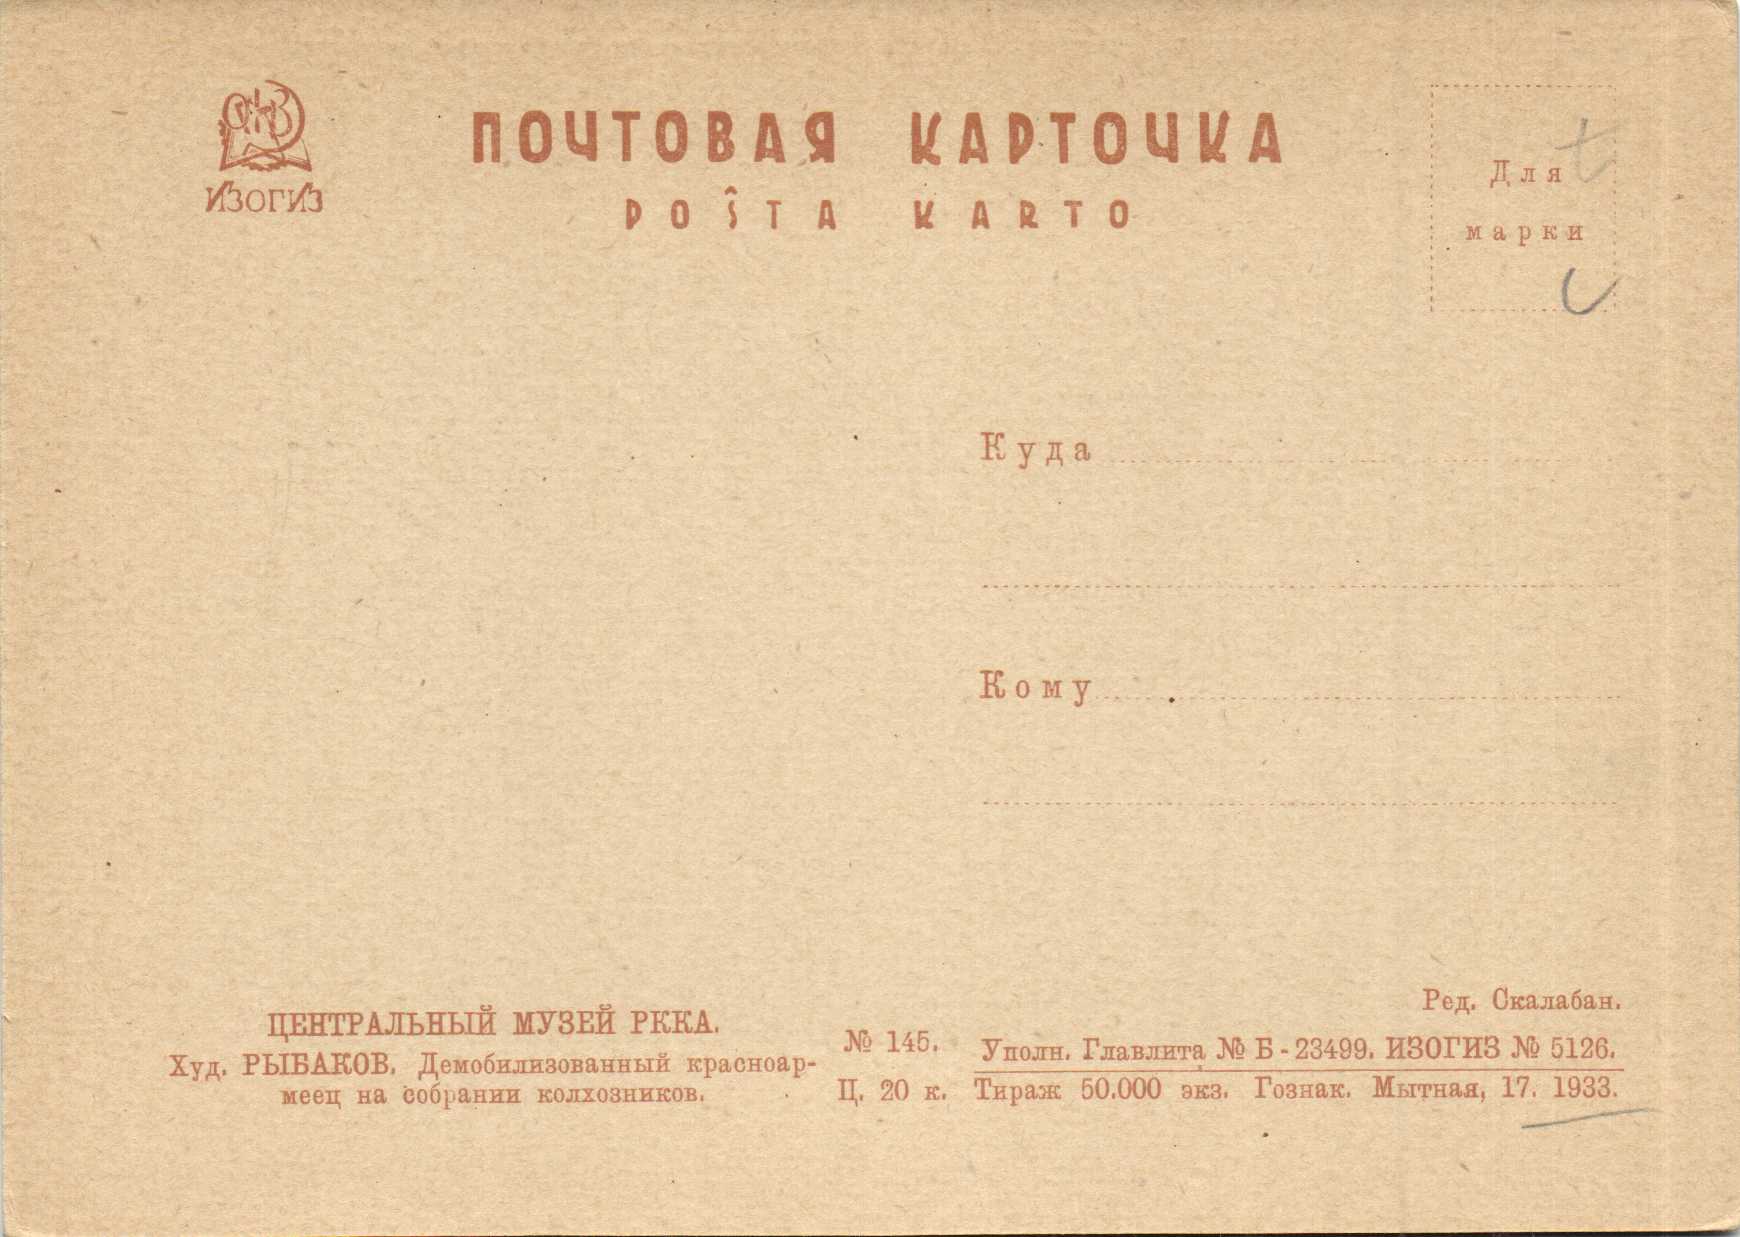 ИЗОГИЗ
ПОЧТОВАЯ КАРТОЧКА
POŜTA KARTO
Для
марки
Куда
Кому
ЦЕНТРАЛЬНЫЙ МУЗЕЙ РККА.
Худ. РЫБАКОВ. Демобилизованный красноар-
меец на собрании колхозников.
№ 145.
Ц. 20 к.
Ред. Скалабан.
Уполн. Главлита № Б - 23499. ИЗОГИЗ № 5126.
Тираж 50.000 экз. Гознак. Мытная, 17. 1933.